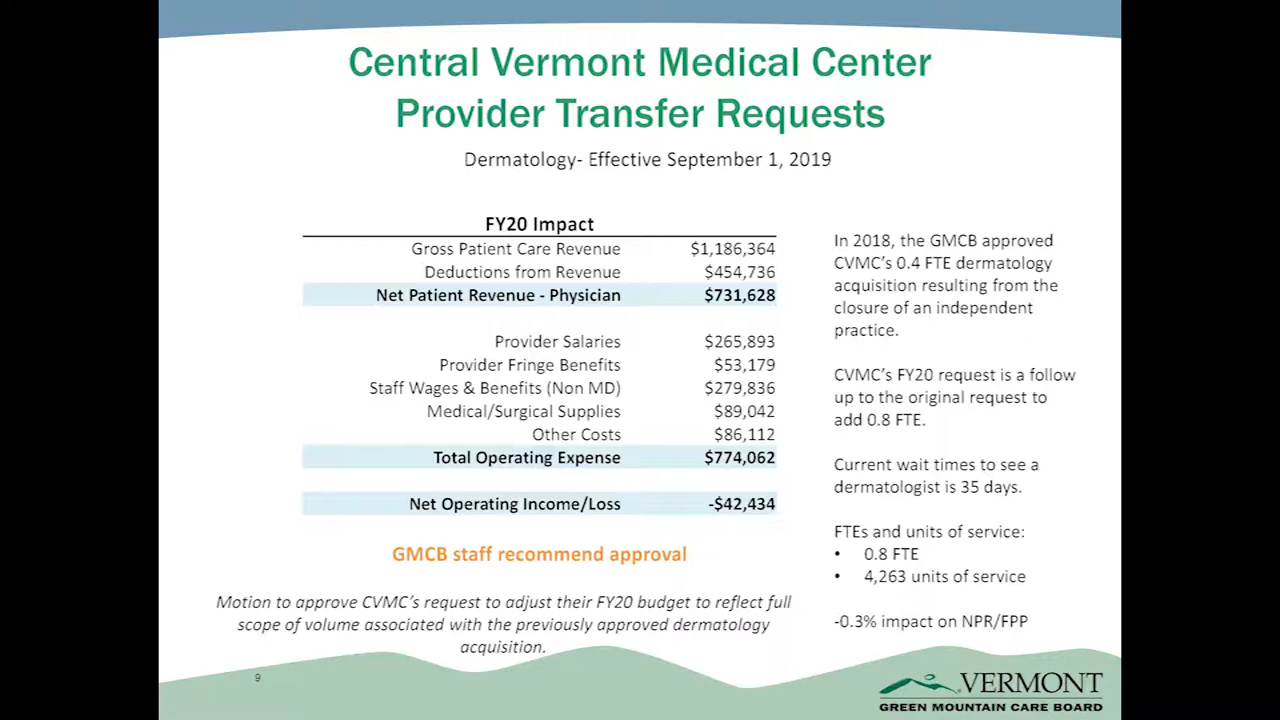 Central Vermont Medical Center
Provider Transfer Requests
Dermatology- Effective September 1, 2019
FY20 Impact
Gross Patient Care Revenue $1,186,364
Deductions from Revenue $454,736
Net Patient Revenue - Physician $731,628
Provider Salaries $265,893
Provider Fringe Benefits $53,179
Staff Wages & Benefits (Non MD) $279,836
Medical/Surgical Supplies $89,042
Other Costs $86,112
Total Operating Expense $774,062
Net Operating Income/Loss -$42,434
GMCB staff recommend approval
Motion to approve CVMC's request to adjust their FY20 budget to reflect full
scope of volume associated with the previously approved dermatology
acquisition.
In 2018, the GMCB approved
CVMC's 0.4 FTE dermatology
acquisition resulting from the
closure of an independent
practice.
CVMC's FY20 request is a follow
up to the original request to
add 0.8 FTE.
Current wait times to see a
dermatologist is 35 days.
FTEs and units of service:
• 0.8 FTE
• 4,263 units of service
-0.3% impact on NPR/FPP
9
VERMONT
GREEN MOUNTAIN CARE BOARD